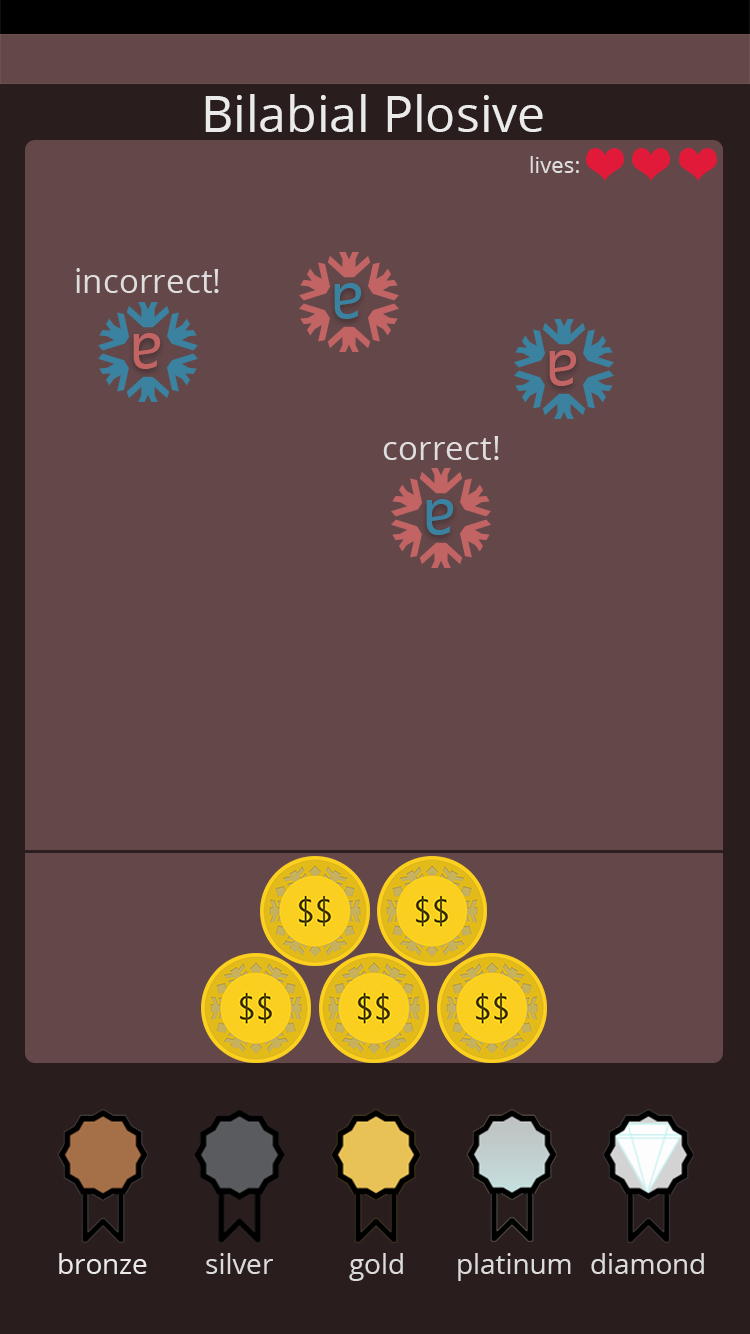 Bilabial Plosive
lives:
incorrect!
ɐ
ɐ
ɐ
correct!
ɐ
$$ $$
$$ $$ $$
bronze silver gold platinum diamond